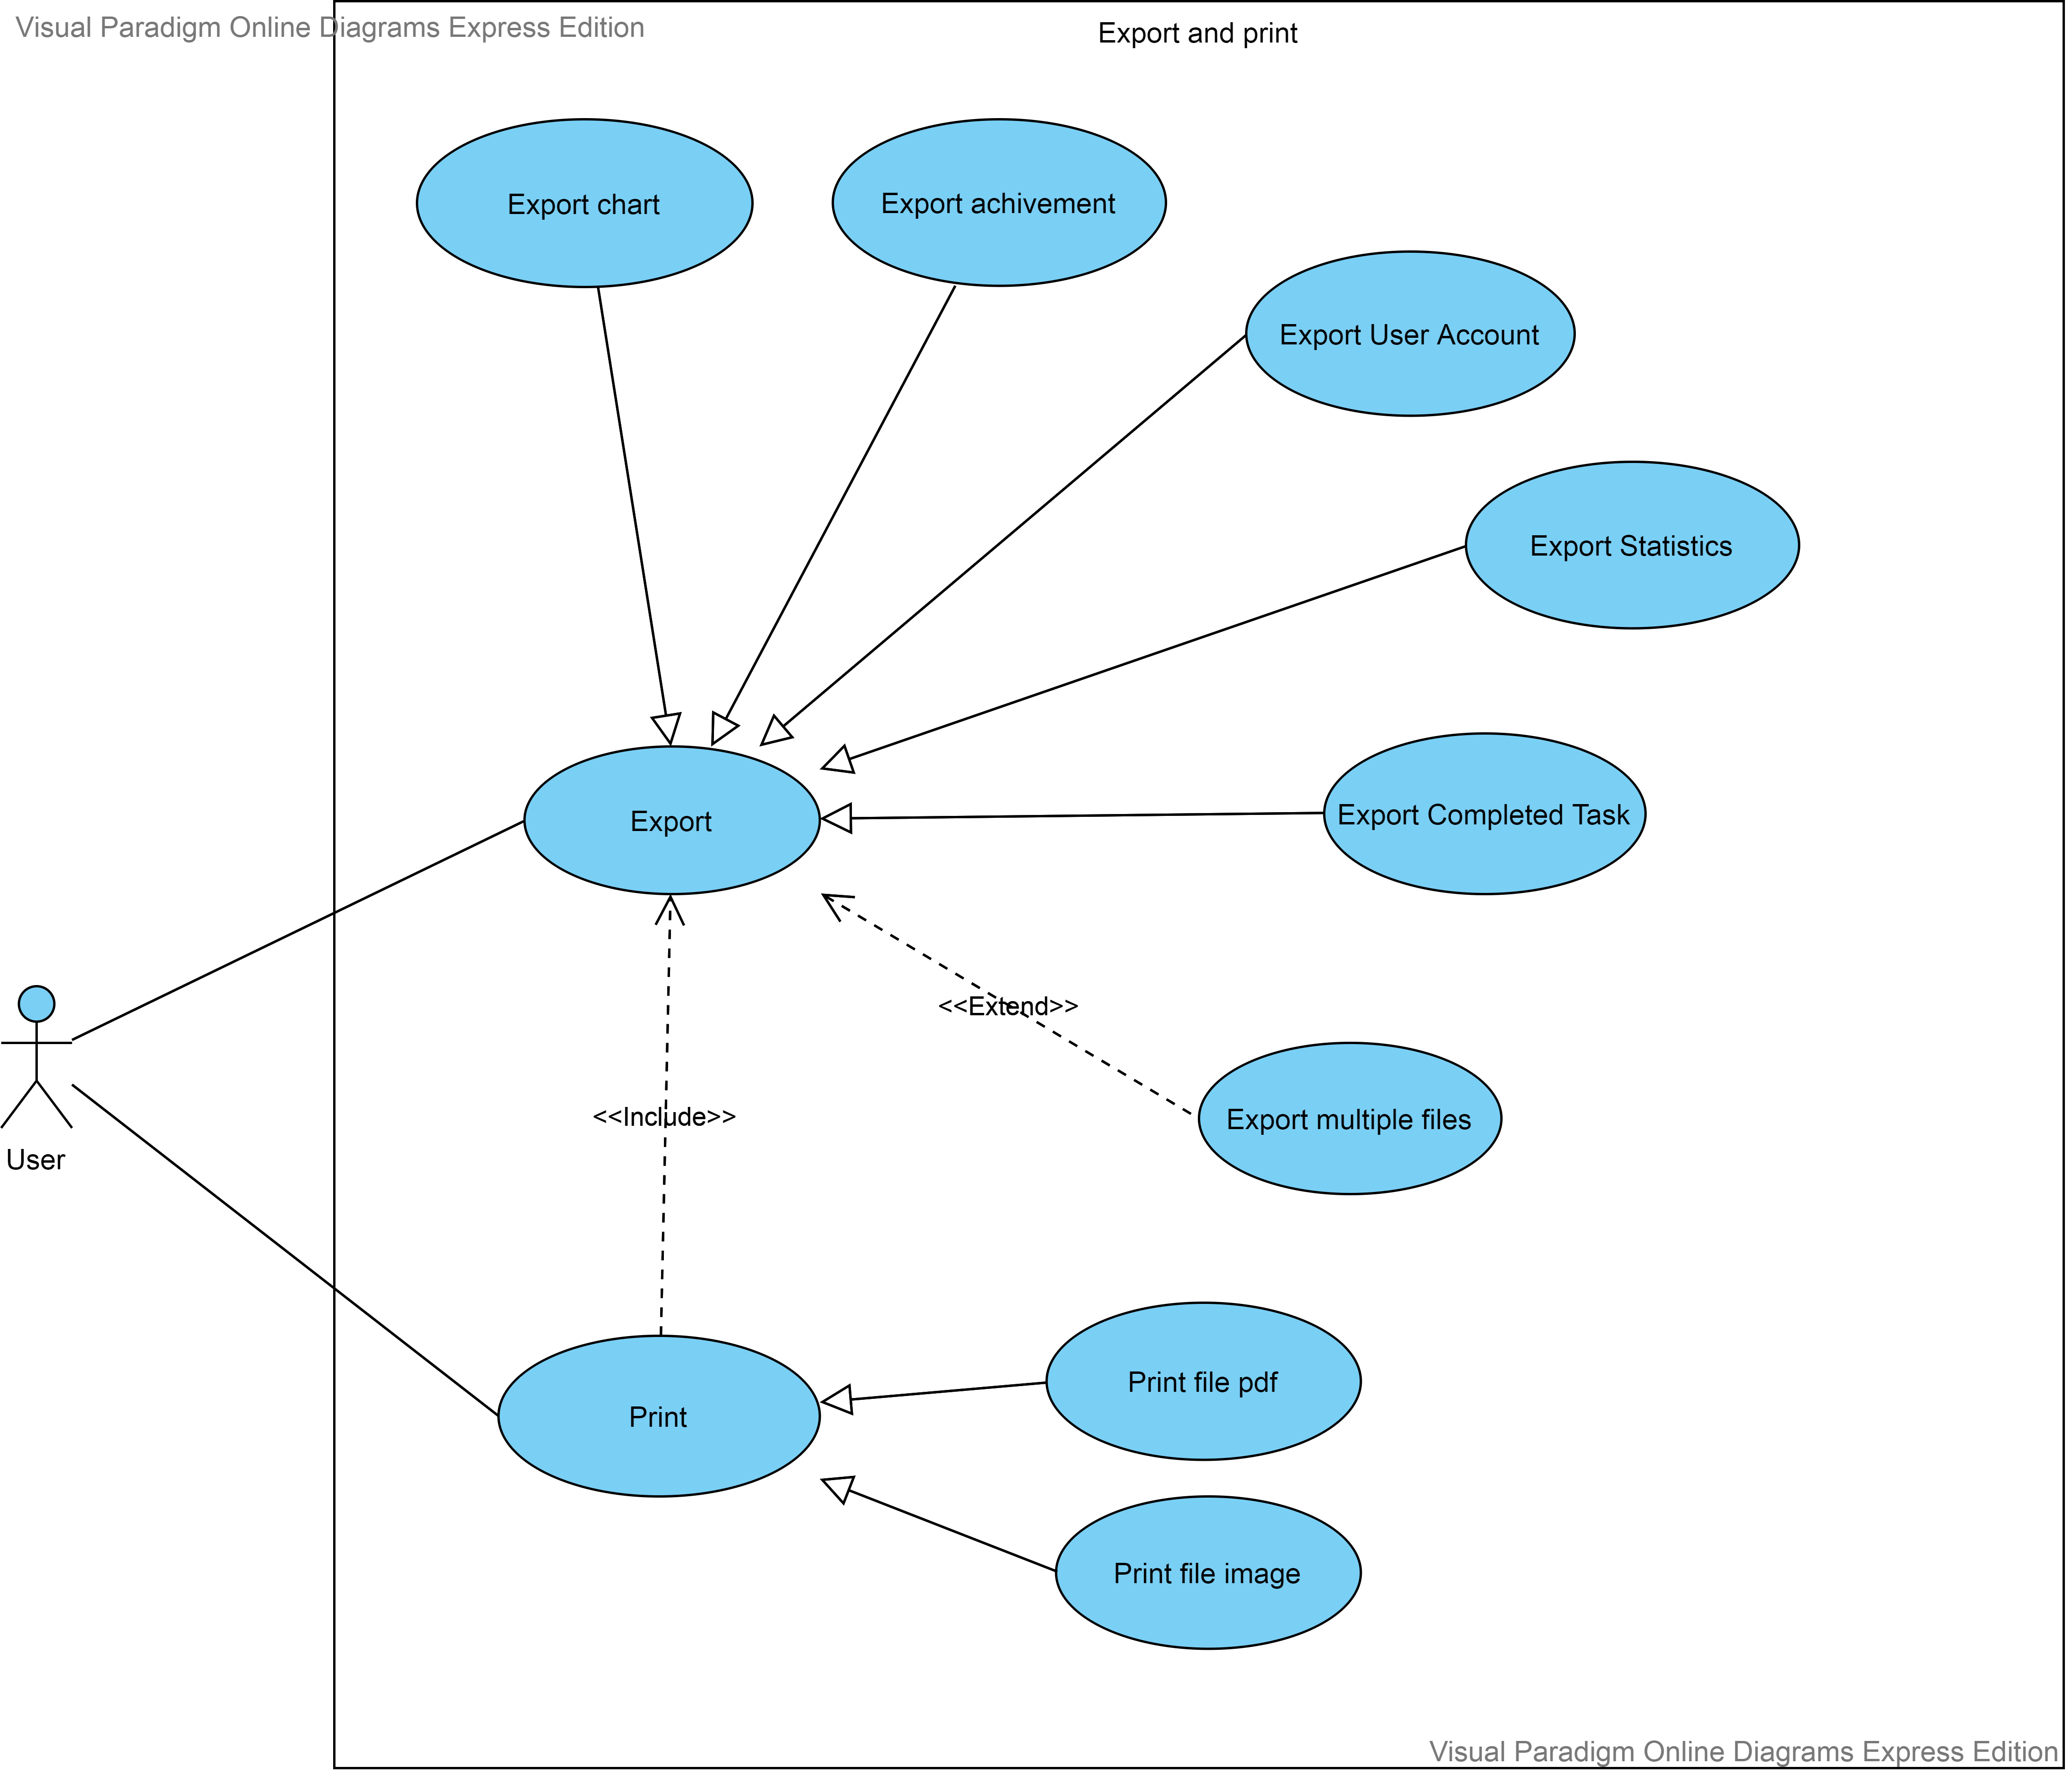 Visual Paradigm Online Diagrams Express Edition
Export and print
Export chart
Export achivement
Export User Account
Export Statistics
Export Completed Task
Export
<<Extend>>
<<Include>>
Export multiple files
User
Print file pdf
Print
Print file image
Visual Paradigm Online Diagrams Express Edition